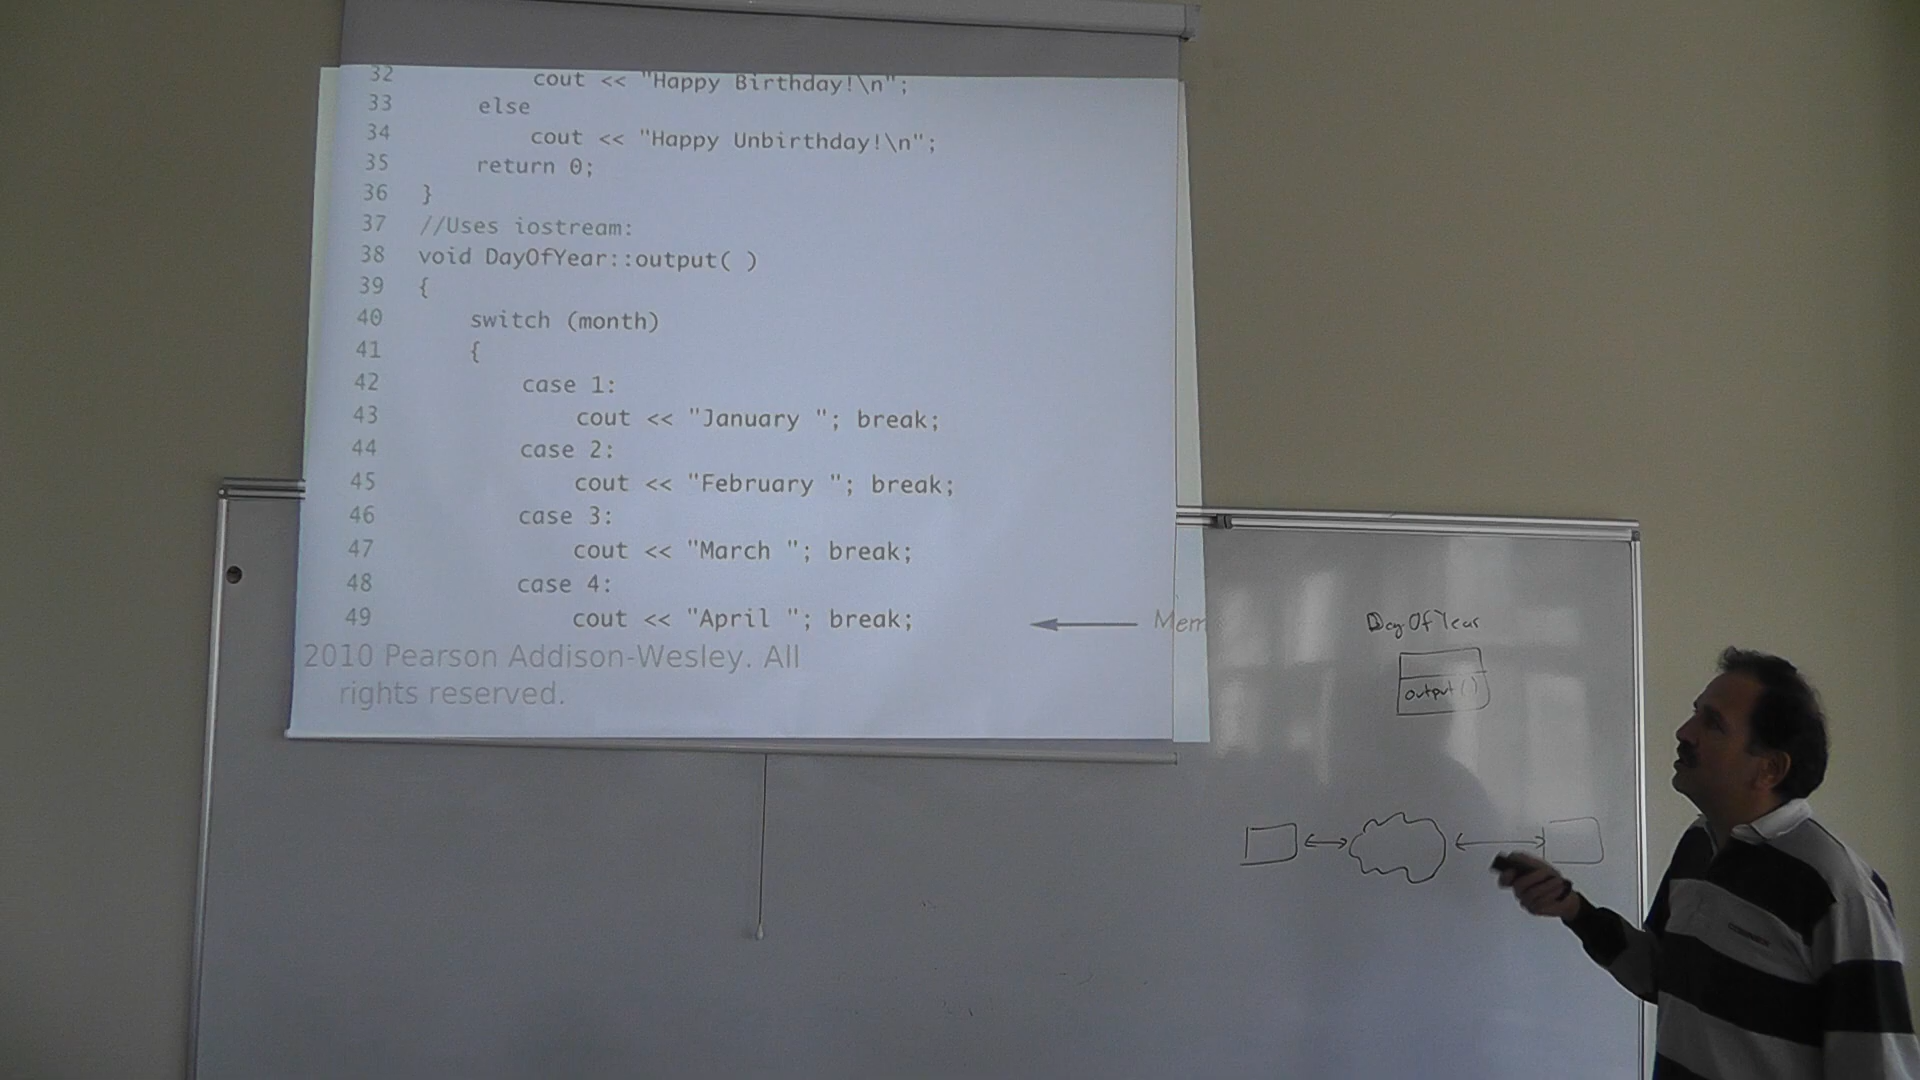 32 cout << "Happy Birthday!\n";
33 else
34 cout << "Happy Unbirthday!\n";
35 return 0;
36 }
37 //Uses iostream:
38 void DayOfYear::output( )
39 {
40 switch (month)
41 {
42 case 1:
43 cout << "January "; break;
44 case 2:
45 cout << "February "; break;
46 case 3:
47 cout << "March "; break;
48 case 4:
49 cout << "April "; break;
Mem
2010 Pearson Addison-Wesley. All
rights reserved.
DayOfYear
output()